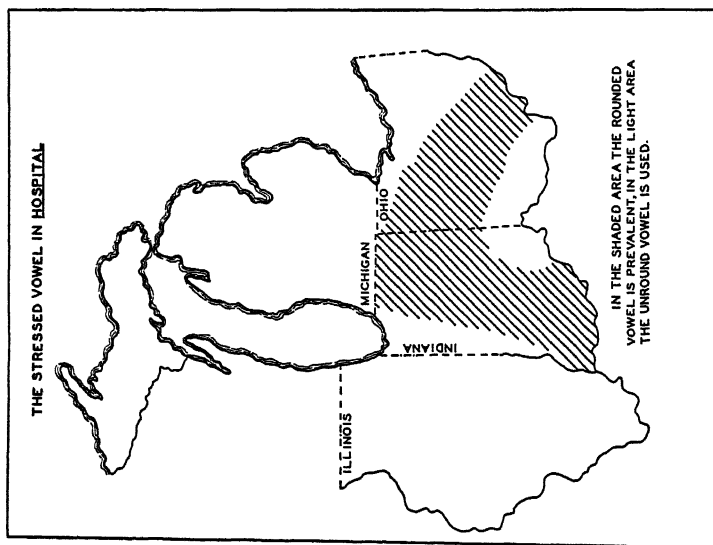 THE STRESSED VOWEL IN HOSPITAL
MICHIGAN
OHIO
INDIANA
ILLINOIS
IN THE SHADED AREA THE ROUNDED
VOWEL IS PREVALENT, IN THE LIGHT AREA
THE UNROUND VOWEL IS USED.